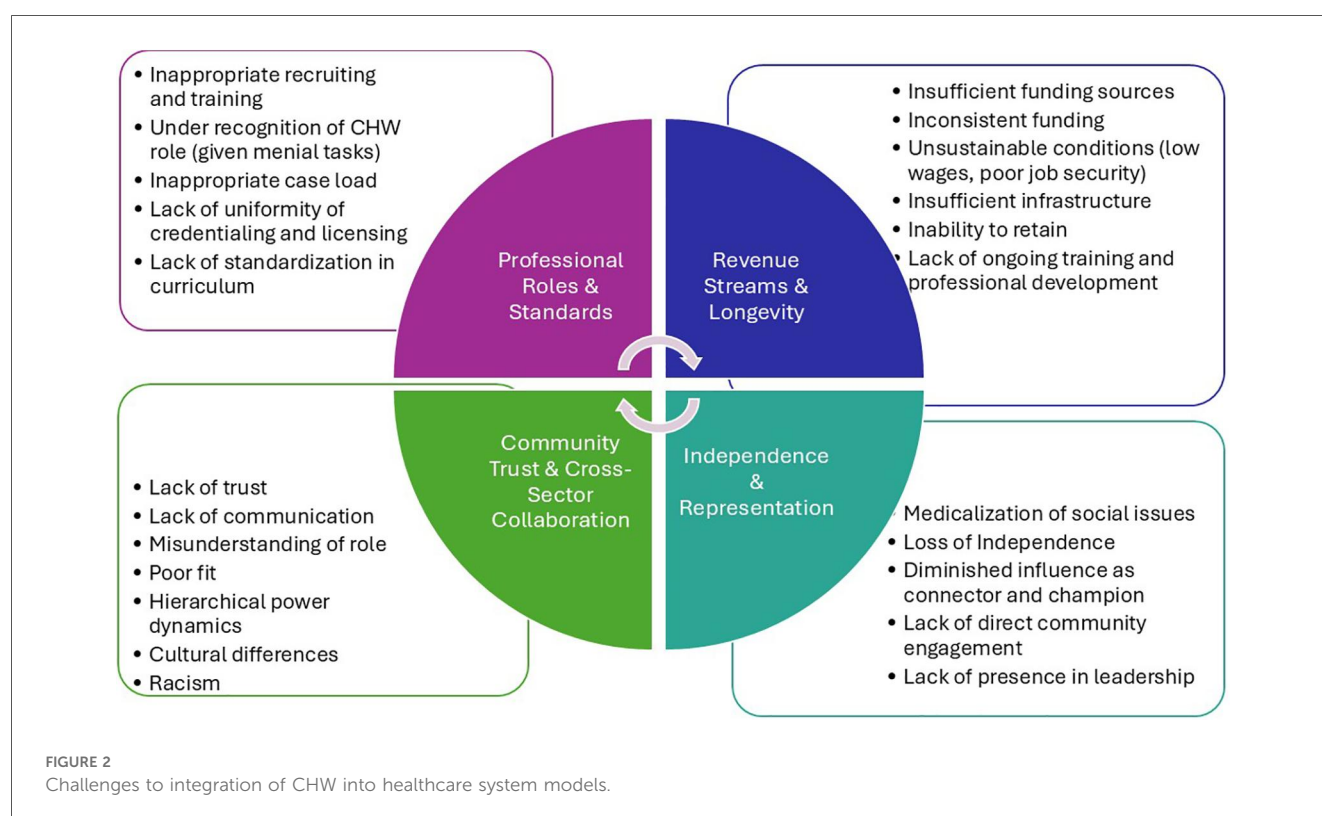 • Inappropriate recruiting
and training
• Under recognition of CHW
role (given menial tasks)
• Inappropriate case load
• Lack of uniformity of
credentialing and licensing
• Lack of standardization in
curriculum
Professional
Roles &
Standards
Revenue
Streams &
Longevity
• Insufficient funding sources
• Inconsistent funding
• Unsustainable conditions (low
wages, poor job security)
• Insufficient infrastructure
• Inability to retain
• Lack of ongoing training and
professional development
• Lack of trust
• Lack of communication
• Misunderstanding of role
• Poor fit
• Hierarchical power
dynamics
• Cultural differences
• Racism
Community
Trust & Cross-
Sector
Collaboration
Independence
&
Representation
• Medicalization of social issues
• Loss of Independence
• Diminished influence as
connector and champion
• Lack of direct community
engagement
• Lack of presence in leadership
FIGURE 2
Challenges to integration of CHW into healthcare system models.